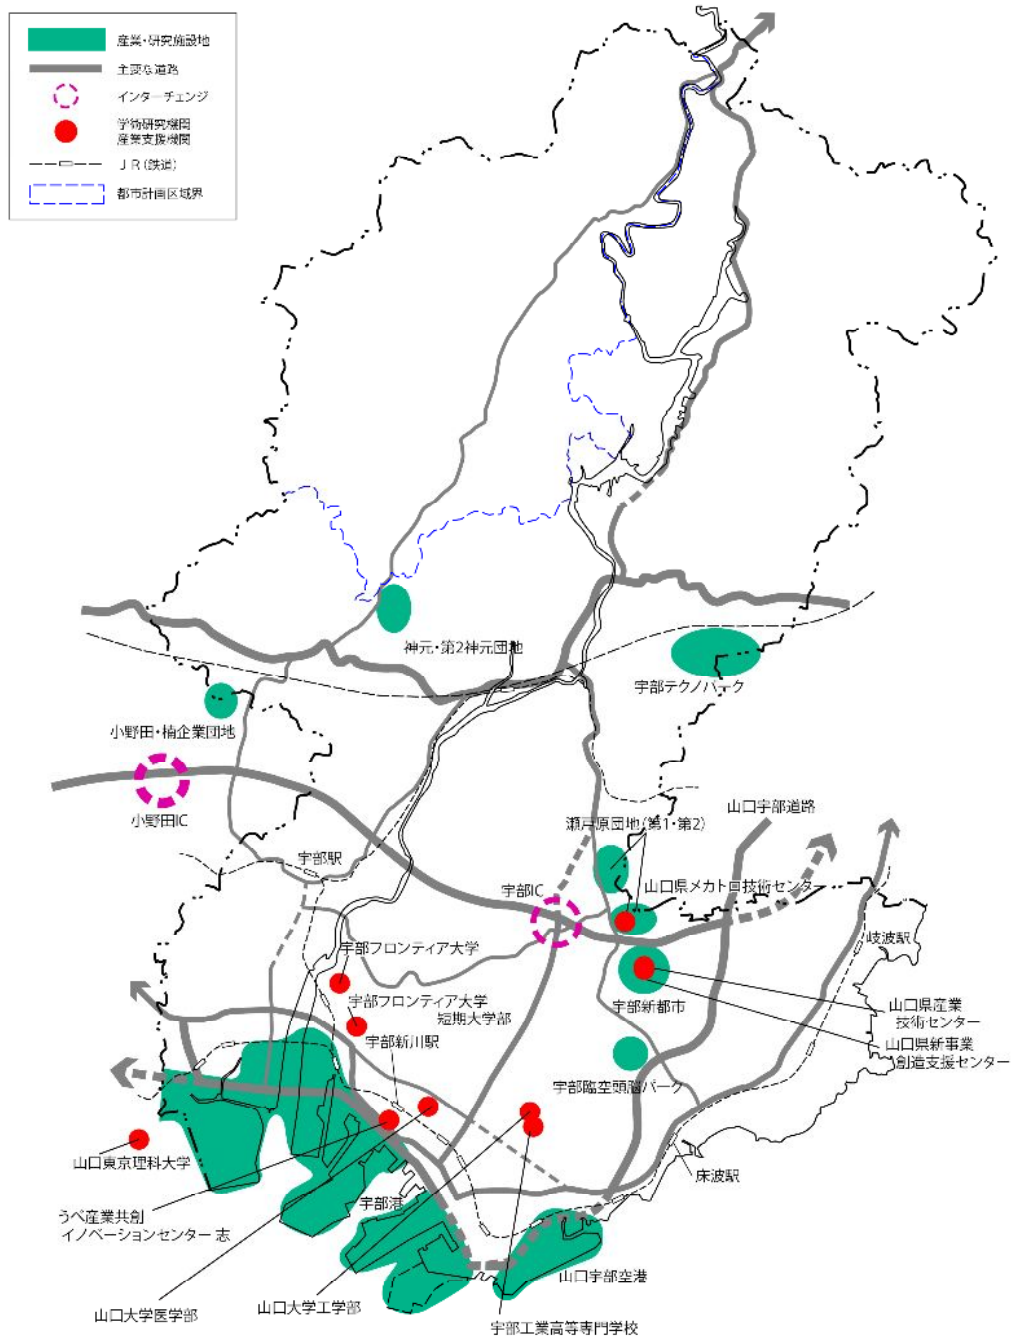 産業・研究施設地
主要な道路
インターチェンジ
学術研究機関
産業支援機関
ＪＲ（鉄道）
都市計画区域界
神元・第2神元団地
宇部テクノパーク
小野田・楠企業団地
小野田IC
山口宇部道路
瀬戸原団地（第1・第2）
宇部駅
宇部IC
山口県メカトロ技術センター
岐波駅
宇部フロンティア大学
宇部フロンティア大学
短期大学部
宇部新都市
山口県産業
技術センター
宇部新川駅
山口県新事業
創造支援センター
宇部臨空頭脳パーク
山口東京理科大学
床波駅
宇部港
うべ産業共創
イノベーションセンター 志
山口宇部空港
山口大学医学部
山口大学工学部
宇部工業高等専門学校